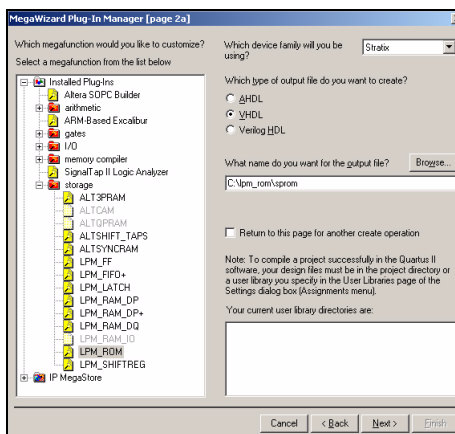 MegaWizard Plug-In Manager [page 2a]
Which megafunction would you like to customize?
Select a megafunction from the list below
Installed Plug-Ins
Altera SOPC Builder
arithmetic
ARM-Based Excalibur
gates
I/O
memory compiler
SignalTap II Logic Analyzer
storage
ALT3PRAM
ALTCAM
ALTQPRAM
ALTSHIFT_TAPS
ALTSYNCRAM
LPM_FF
LPM_FIFO+
LPM_LATCH
LPM_RAM_DP
LPM_RAM_DP+
LPM_RAM_DQ
LPM_RAM_IO
LPM_ROM
LPM_SHIFTREG
IP MegaStore
Which device family will you be
using?
Stratix
Which type of output file do you want to create?
AHDL
VHDL
Verilog HDL
What name do you want for the output file?
Browse...
C:\lpm_rom\sprom
Return to this page for another create operation
Note: To compile a project successfully in the Quartus II
software, your design files must be in the project directory or
a user library you specify in the User Libraries page of the
Settings dialog box (Assignments menu).
Your current user library directories are:
Cancel
< Back
Next >
Finish